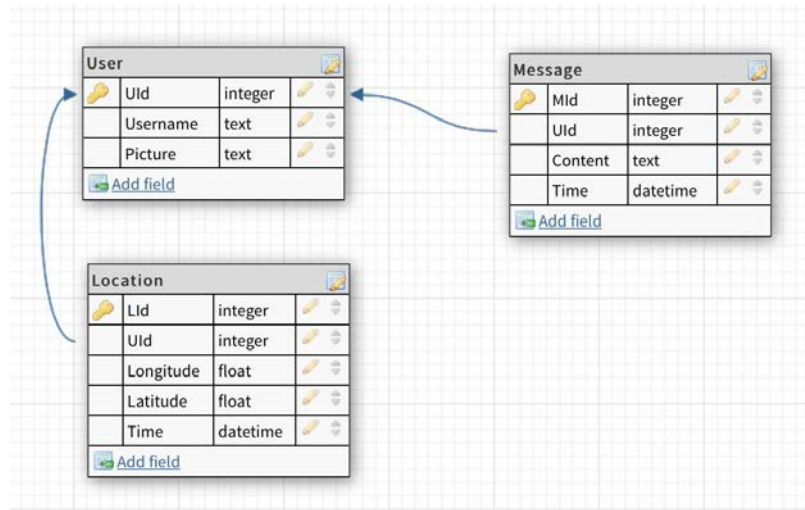 User
UId integer
Username text
Picture text
Add field
Message
MId integer
UId integer
Content text
Time datetime
Add field
Location
LId integer
UId integer
Longitude float
Latitude float
Time datetime
Add field